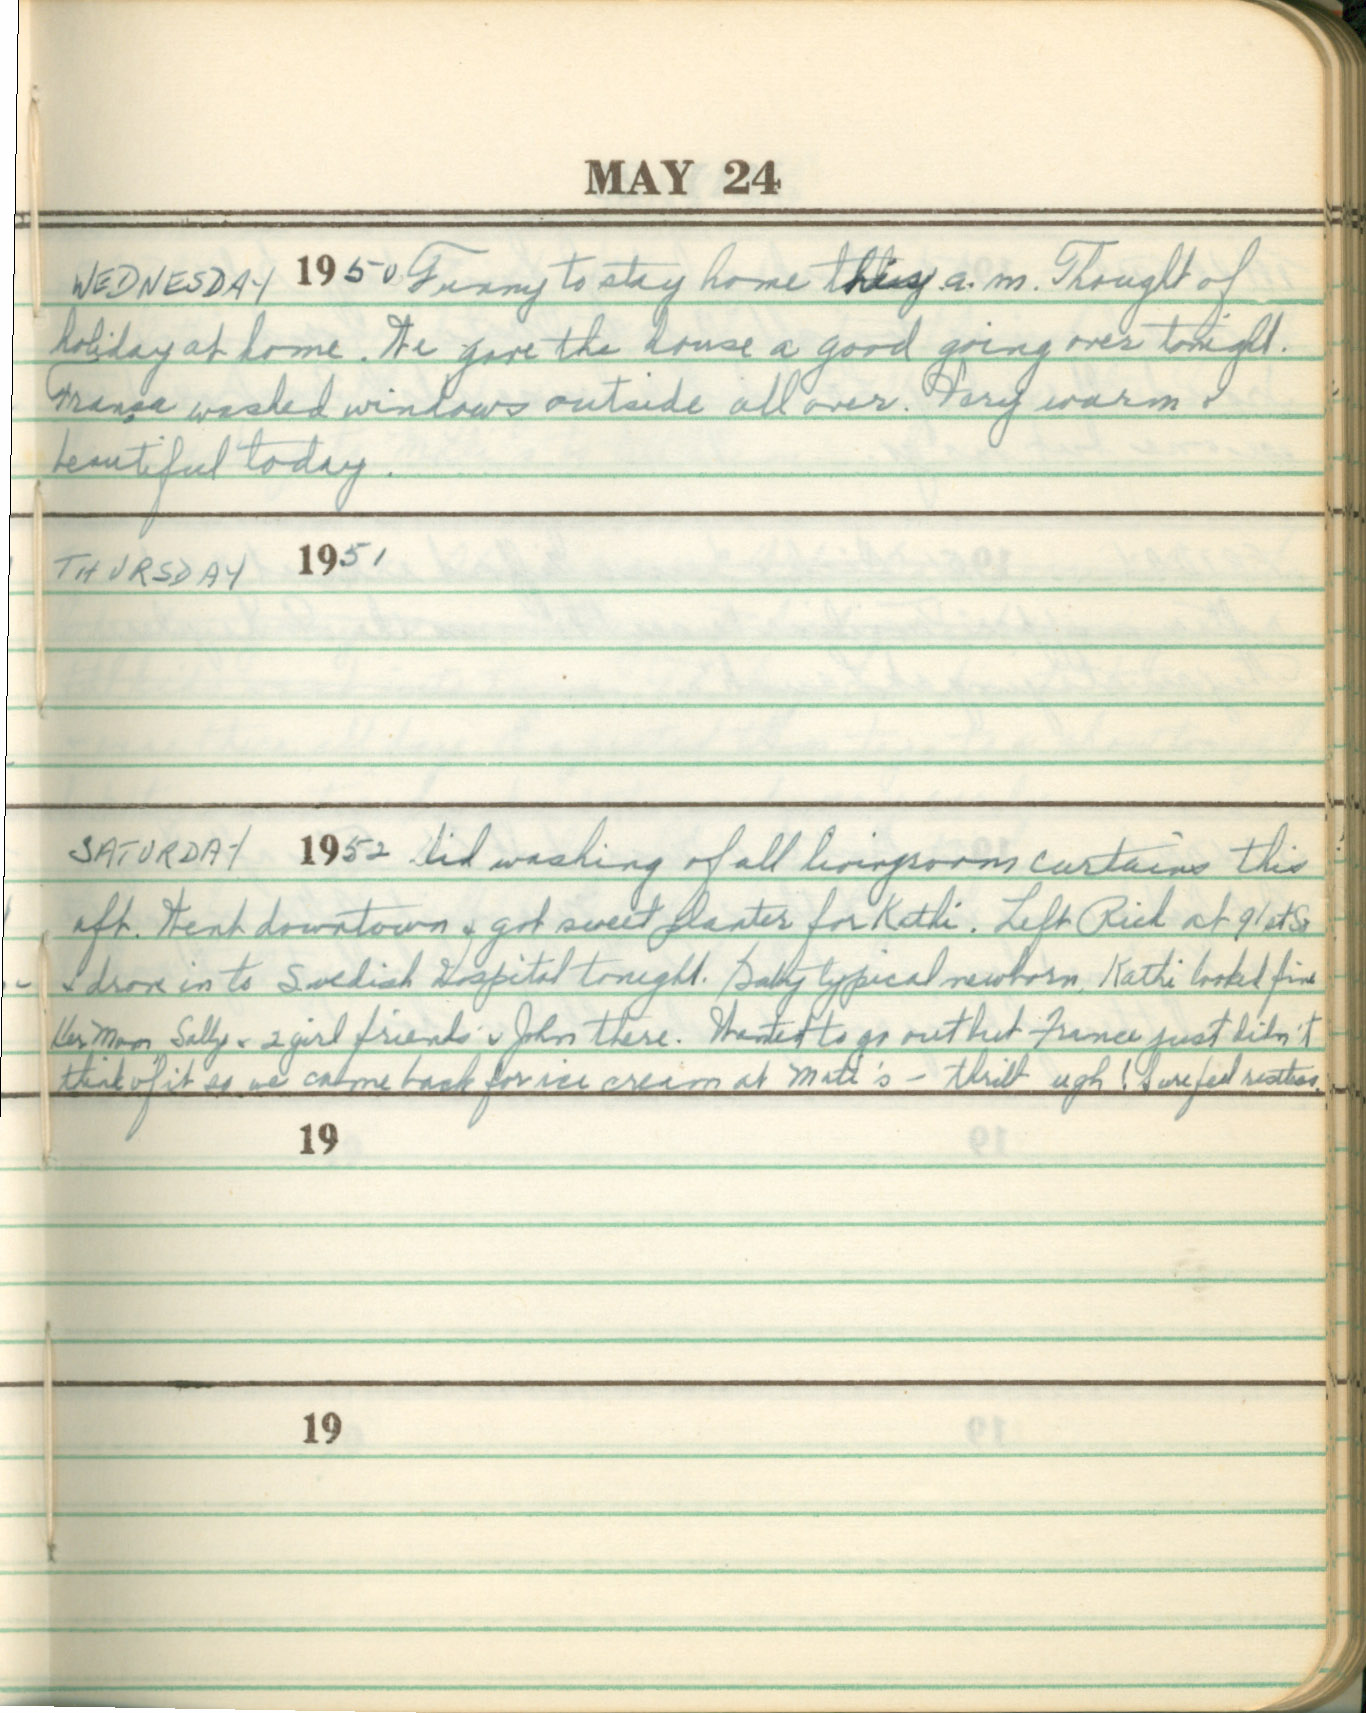 MAY 24
WEDNESDAY 1950 Funny to stay home this a.m. Thought of
holiday at home. We gave the house a good going over tonight.
France washed windows outside all over. Very warm &
beautiful today.
THURSDAY 1951
SATURDAY 1952 Did washing of all livingroom curtains this
aft. Went downtown & got sweet planter for Kathi. Left Rich at 91st St
& drove in to Swedish Hospital tonight. Baby typical newborn, Kathi looked fine
Her Mom Sally & 2 girl friends & John there. Wanted to go out but France just didn't
think of it so we came back for ice cream at Matt's - thrill ugh! Sure feel restless.
19
19